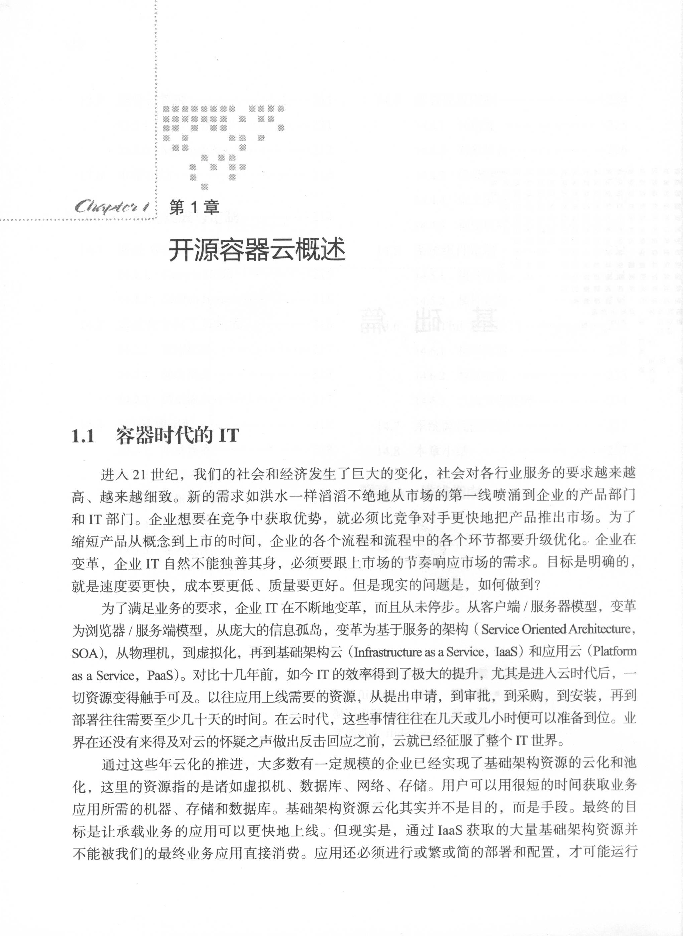 Chapter 1
第 1 章
开源容器云概述
1.1 容器时代的 IT
进入 21 世纪，我们的社会和经济发生了巨大的变化，社会对各行业服务的要求越来越
高、越来越细致。新的需求如洪水一样滔滔不绝地从市场的第一线喷涌到企业的产品部门
和 IT 部门。企业想要在竞争中获取优势，就必须比竞争对手更快地把产品推出市场。为了
缩短产品从概念到上市的时间，企业的各个流程和流程中的各个环节都要升级优化。企业在
变革，企业 IT 自然不能独善其身，必须要跟上市场的节奏响应市场的需求。目标是明确的，
就是速度要更快，成本要更低、质量要更好。但是现实的问题是，如何做到？
为了满足业务的要求，企业 IT 在不断地变革，而且从未停步。从客户端 / 服务器模型，变革
为浏览器 / 服务端模型，从庞大的信息孤岛，变革为基于服务的架构（Service Oriented Architecture，
SOA），从物理机，到虚拟化，再到基础架构云（Infrastructure as a Service，IaaS）和应用云（Platform
as a Service，PaaS）。对比十几年前，如今 IT 的效率得到了极大的提升，尤其是进入云时代后，一
切资源变得触手可及。以往应用上线需要的资源，从提出申请，到审批，到采购，到安装，再到
部署往往需要至少几十天的时间。在云时代，这些事情往往在几天或几小时便可以准备到位。业
界在还没有来得及对云的怀疑之声做出反击回应之前，云就已经征服了整个 IT 世界。
通过这些年云化的推进，大多数有一定规模的企业已经实现了基础架构资源的云化和池
化，这里的资源指的是诸如虚拟机、数据库、网络、存储。用户可以用很短的时间获取业务
应用所需的机器、存储和数据库。基础架构资源云化其实并不是目的，而是手段。最终的目
标是让承载业务的应用可以更快地上线。但现实是，通过 IaaS 获取的大量基础架构资源并
不能被我们的最终业务应用直接消费。应用还必须进行或繁或简的部署和配置，才可能运行